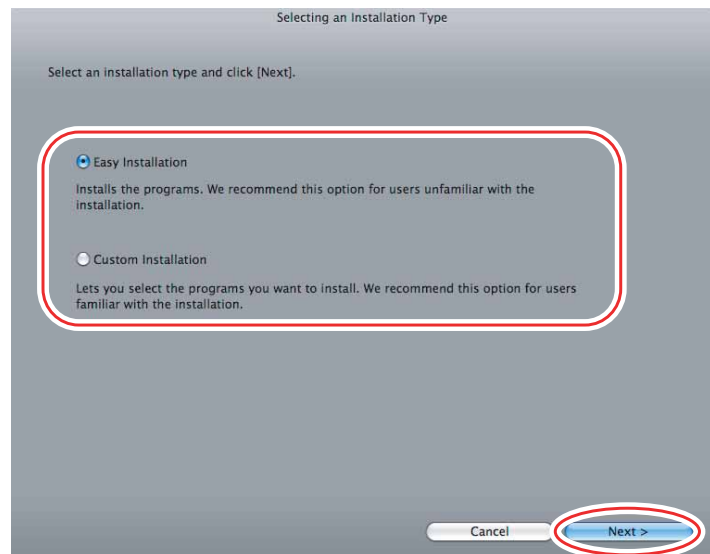 Selecting an Installation Type
Select an installation type and click [Next].
Easy Installation
Installs the programs. We recommend this option for users unfamiliar with the
installation.
Custom Installation
Lets you select the programs you want to install. We recommend this option for users
familiar with the installation.
Cancel
Next >